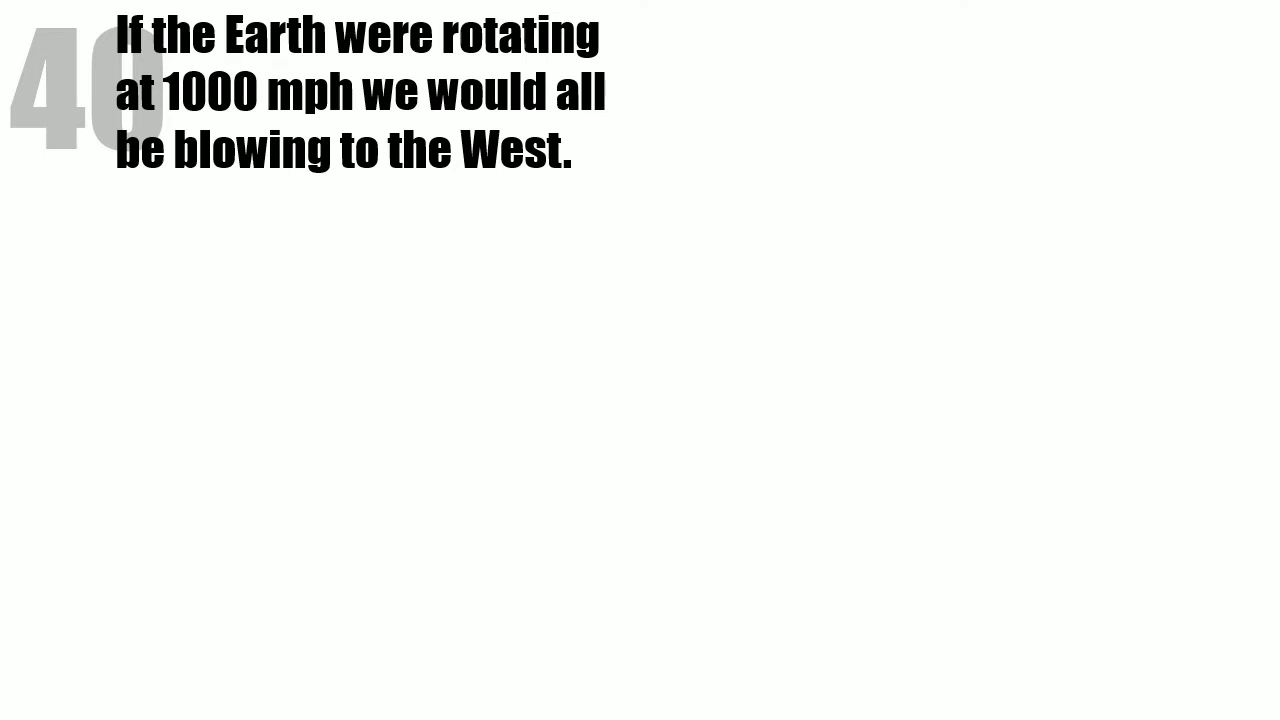 40
If the Earth were rotating
at 1000 mph we would all
be blowing to the West.